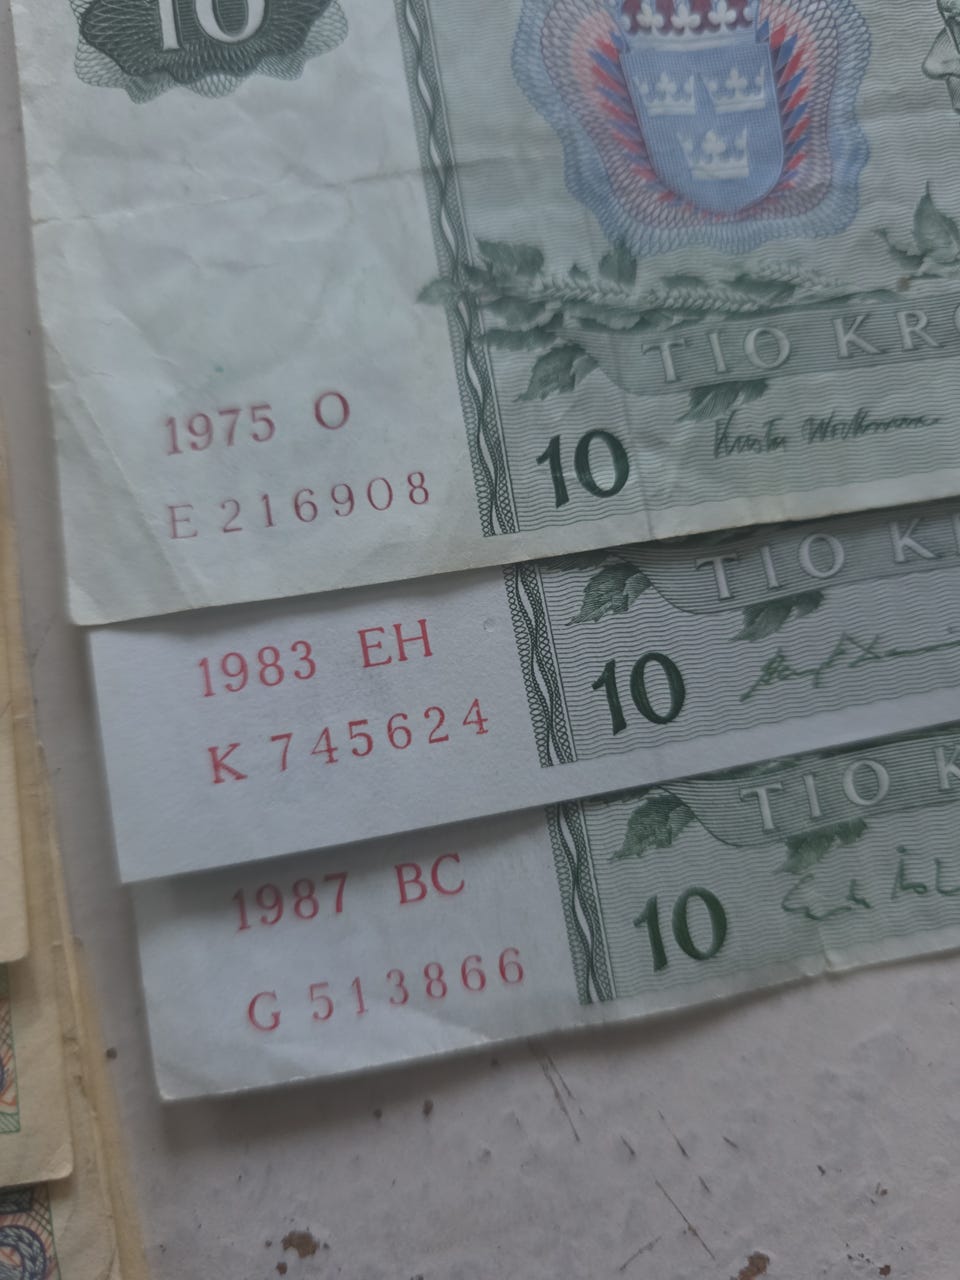 10
TIO KR
1975 O
10
E 216908
TIO K
1983 EH
10
K 745624
TIO K
1987 BC
10
G 513866